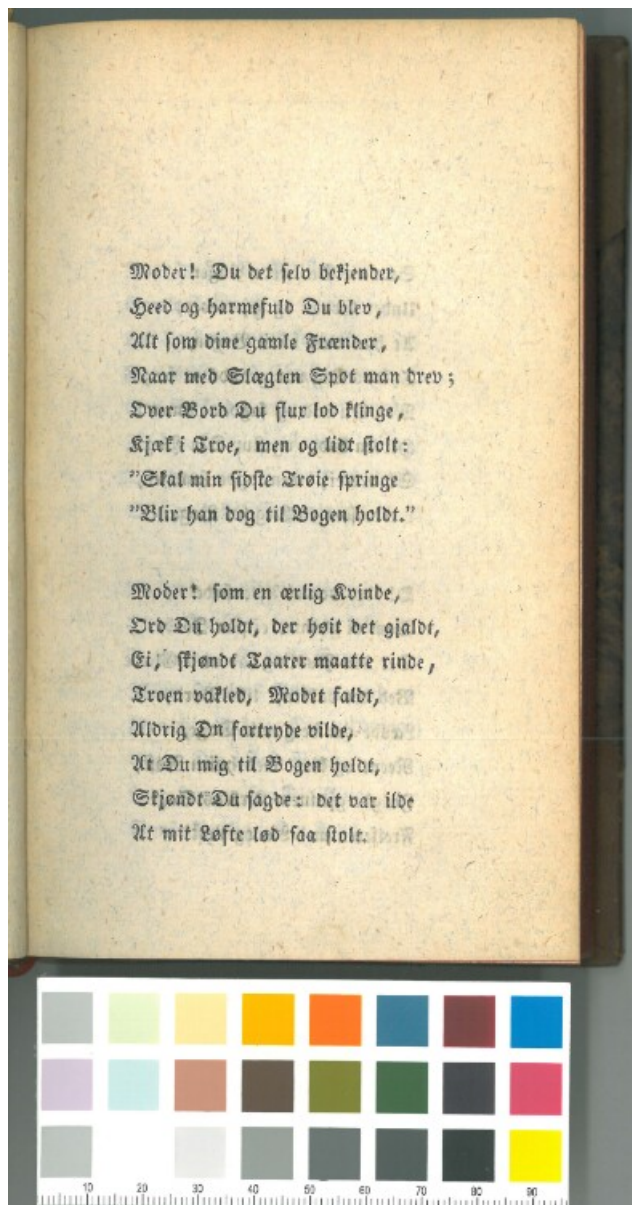 Moder! Du det selv bekjender,
Heed og harmefuld Du blev,
Alt som dine gamle Frænder,
Naar med Slægten Spot man drev;
Over Bord Du flux lod klinge,
Kjæk i Troe, men og lidt stolt:
”Skal min sidste Trøie springe
”Blir han dog til Bogen holdt.”
Moder! som en ærlig Kvinde,
Ord Du holdt, der høit det gjaldt,
Ei, skjøndt Taarer maatte rinde,
Troen vakled, Modet faldt,
Aldrig Dn fortryde vilde,
At Du mig til Bogen holdt,
Skjøndt Du sagde: det var ilde
At mit Løfte lød saa stolt.
10 20 30 40 50 60 70 80 90